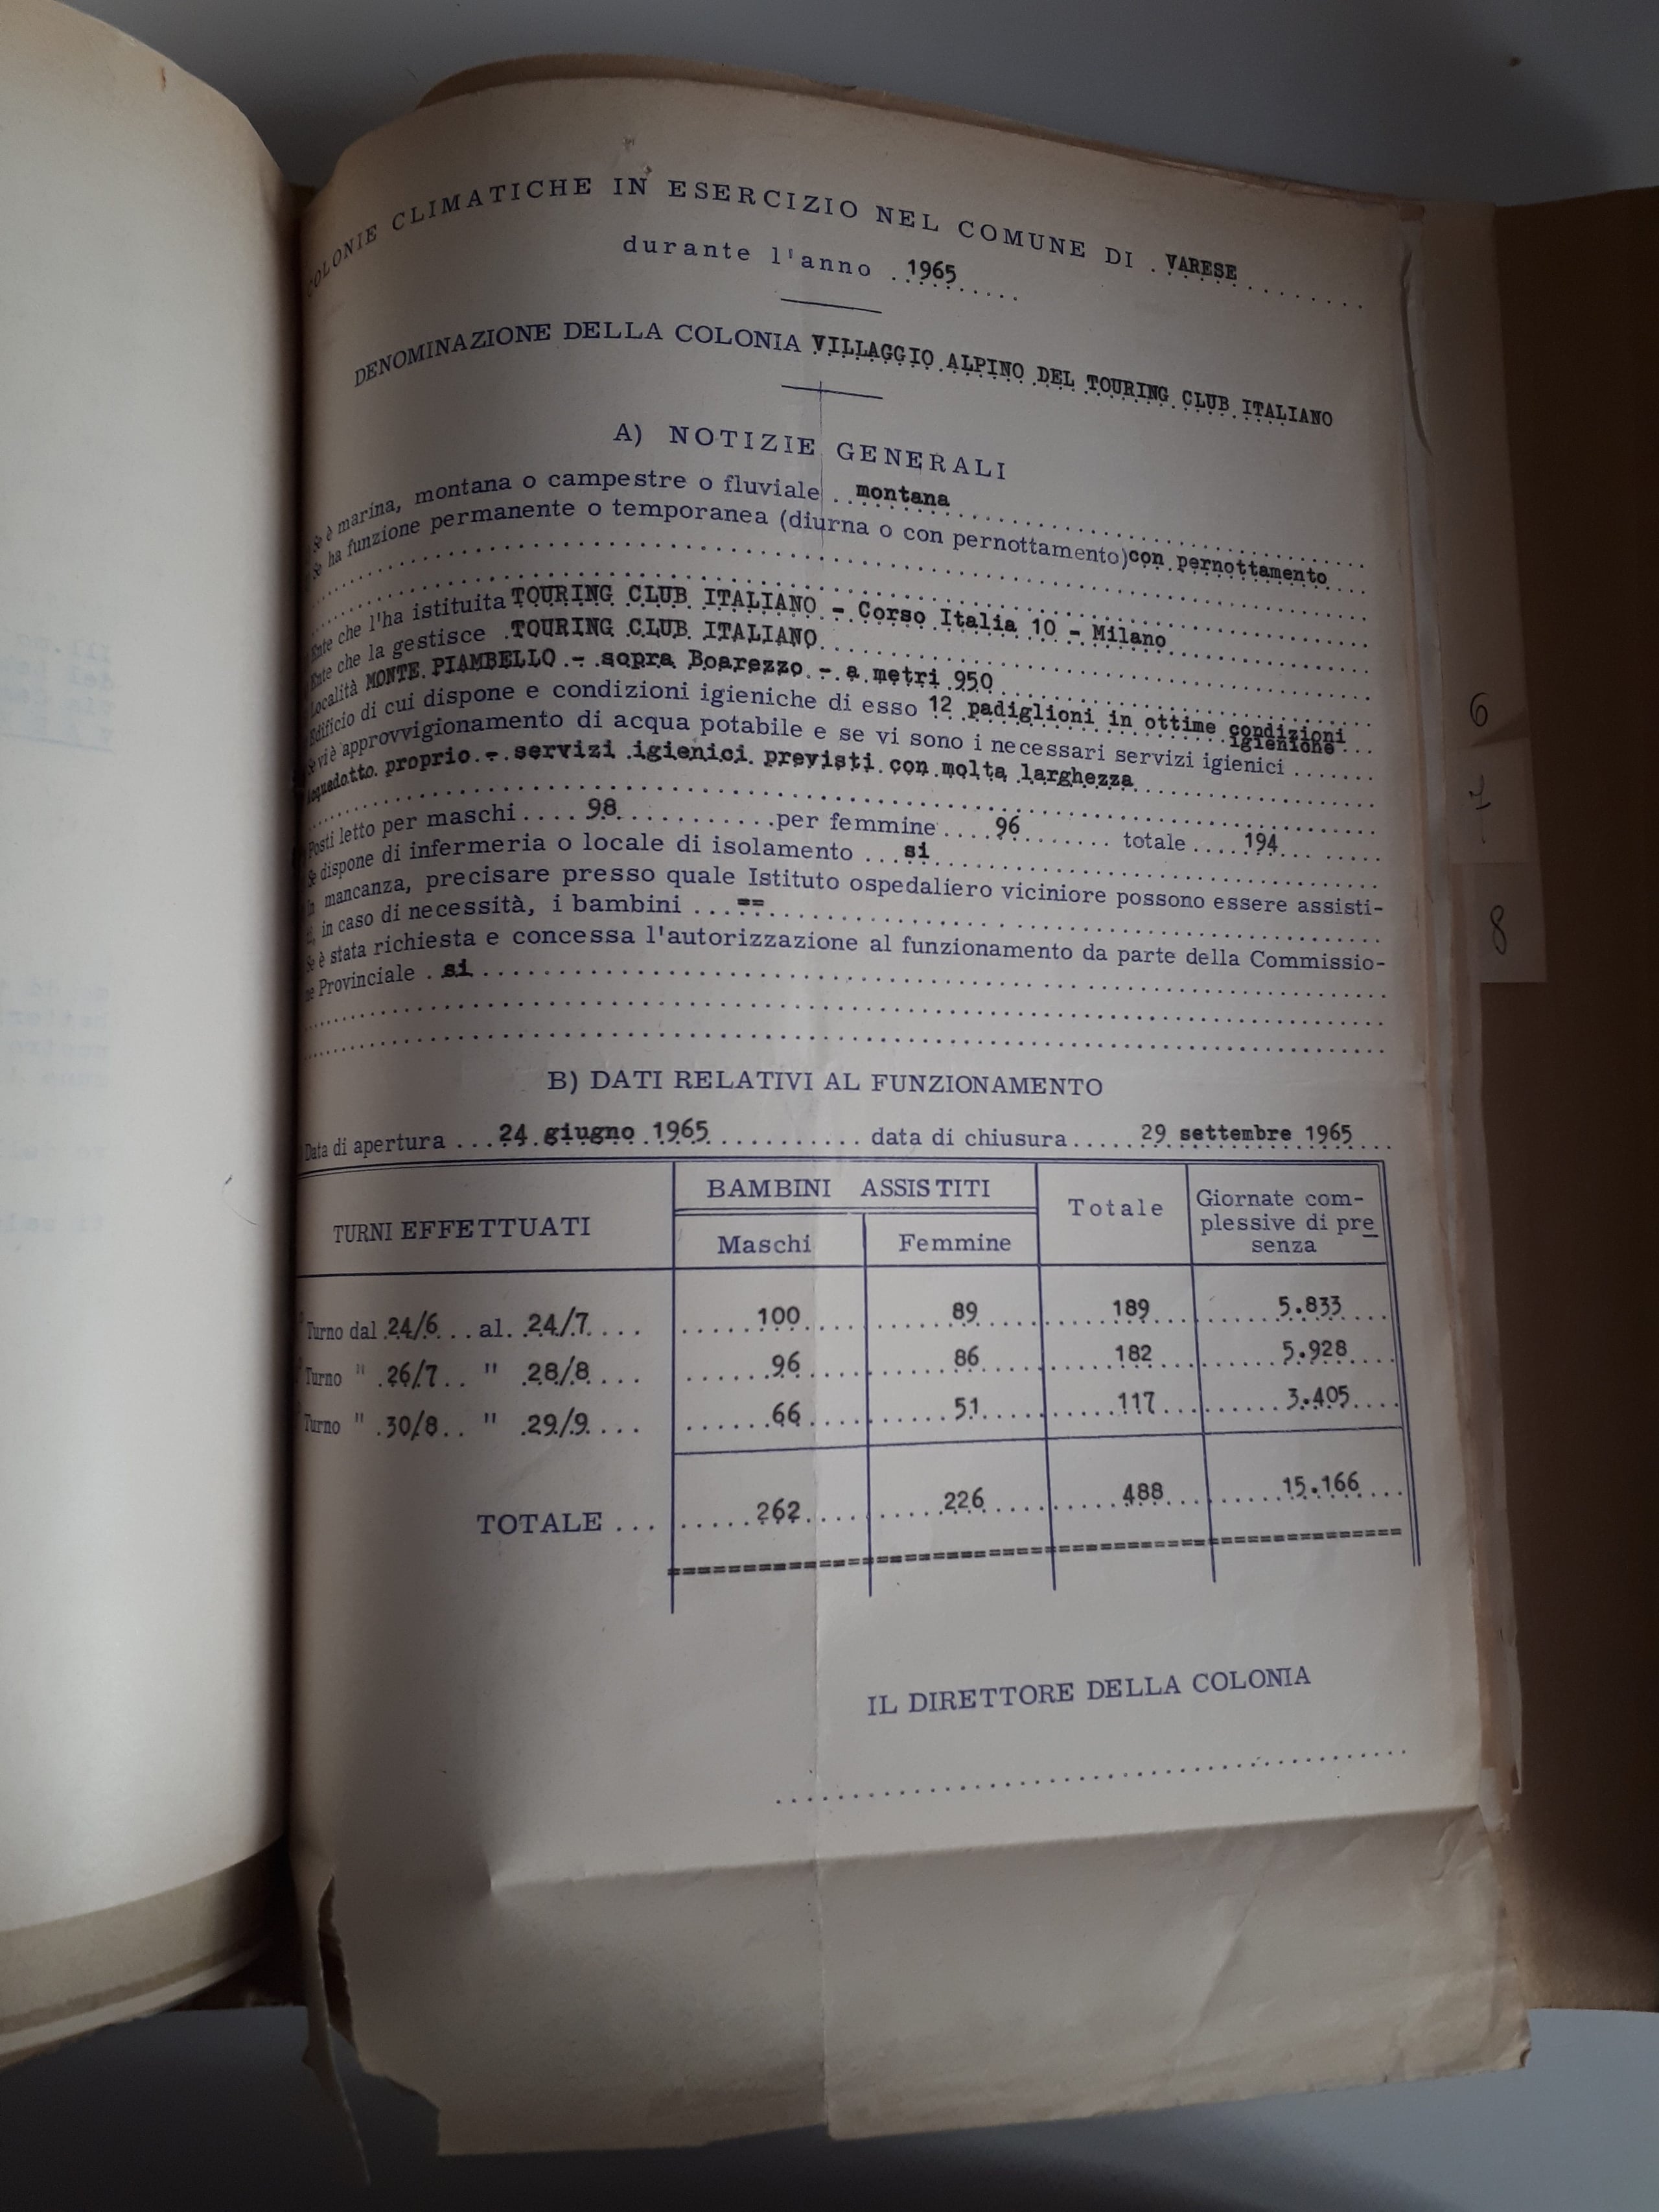 COLONIE CLIMATICHE IN ESERCIZIO NEL COMUNE DI . VARESE
durante l'anno . 1965
DENOMINAZIONE DELLA COLONIA VILLAGGIO ALPINO DEL TOURING CLUB ITALIANO
A) NOTIZIE GENERALI
Se è marina, montana o campestre o fluviale . . montana
Se ha funzione permanente o temporanea (diurna o con pernottamento) con pernottamento
Ente che l'ha istituita TOURING CLUB ITALIANO - Corso Italia 10 - Milano
Ente che la gestisce . TOURING CLUB ITALIANO
Località MONTE PIAMBELLO - sopra Boarezzo - a metri 950
Edificio di cui dispone e condizioni igieniche di esso 12 padiglioni in ottime condizioni
igieniche
Se vi è approvvigionamento di acqua potabile e se vi sono i necessari servizi igienici .......
Acquedotto proprio - servizi igienici previsti con molta larghezza
Posti letto per maschi .... 98 ........... per femmine .... 96 ........ totale .... 194
Se dispone di infermeria o locale di isolamento ... si
In mancanza, precisare presso quale Istituto ospedaliero viciniore possono essere assisti-
ti, in caso di necessità, i bambini ... ==
Se è stata richiesta e concessa l'autorizzazione al funzionamento da parte della Commissio-
ne Provinciale . si
B) DATI RELATIVI AL FUNZIONAMENTO
Data di apertura ... 24 giugno 1965 ............ data di chiusura ..... 29 settembre 1965 ...
TURNI EFFETTUATI
BAMBINI ASSISTITI
Maschi
Femmine
Totale
Giornate com-
plessive di pre
senza
Turno dal 24/6 ... al. 24/7 .... 100 89 189 5.833
Turno " . 26/7 .. " . 28/8 .... 96 86 182 5.928
Turno " . 30/8 .. " . 29/9 .... 66 51 117 3.405
TOTALE ... 262 226 488 15.166
IL DIRETTORE DELLA COLONIA
6
7
8